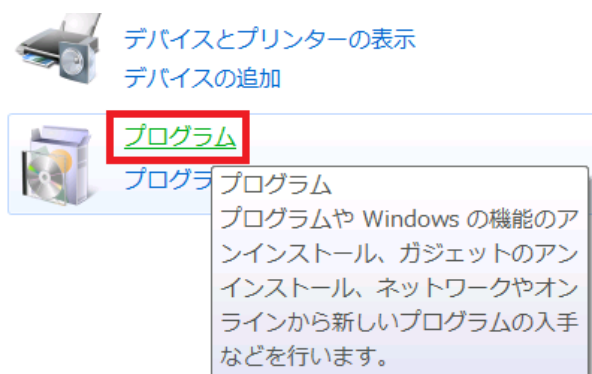 デバイスとプリンターの表示
デバイスの追加
プログラム
プログラ
プログラム
プログラムや Windows の機能のア
ンインストール、ガジェットのアン
インストール、ネットワークやオン
ラインから新しいプログラムの入手
などを行います。